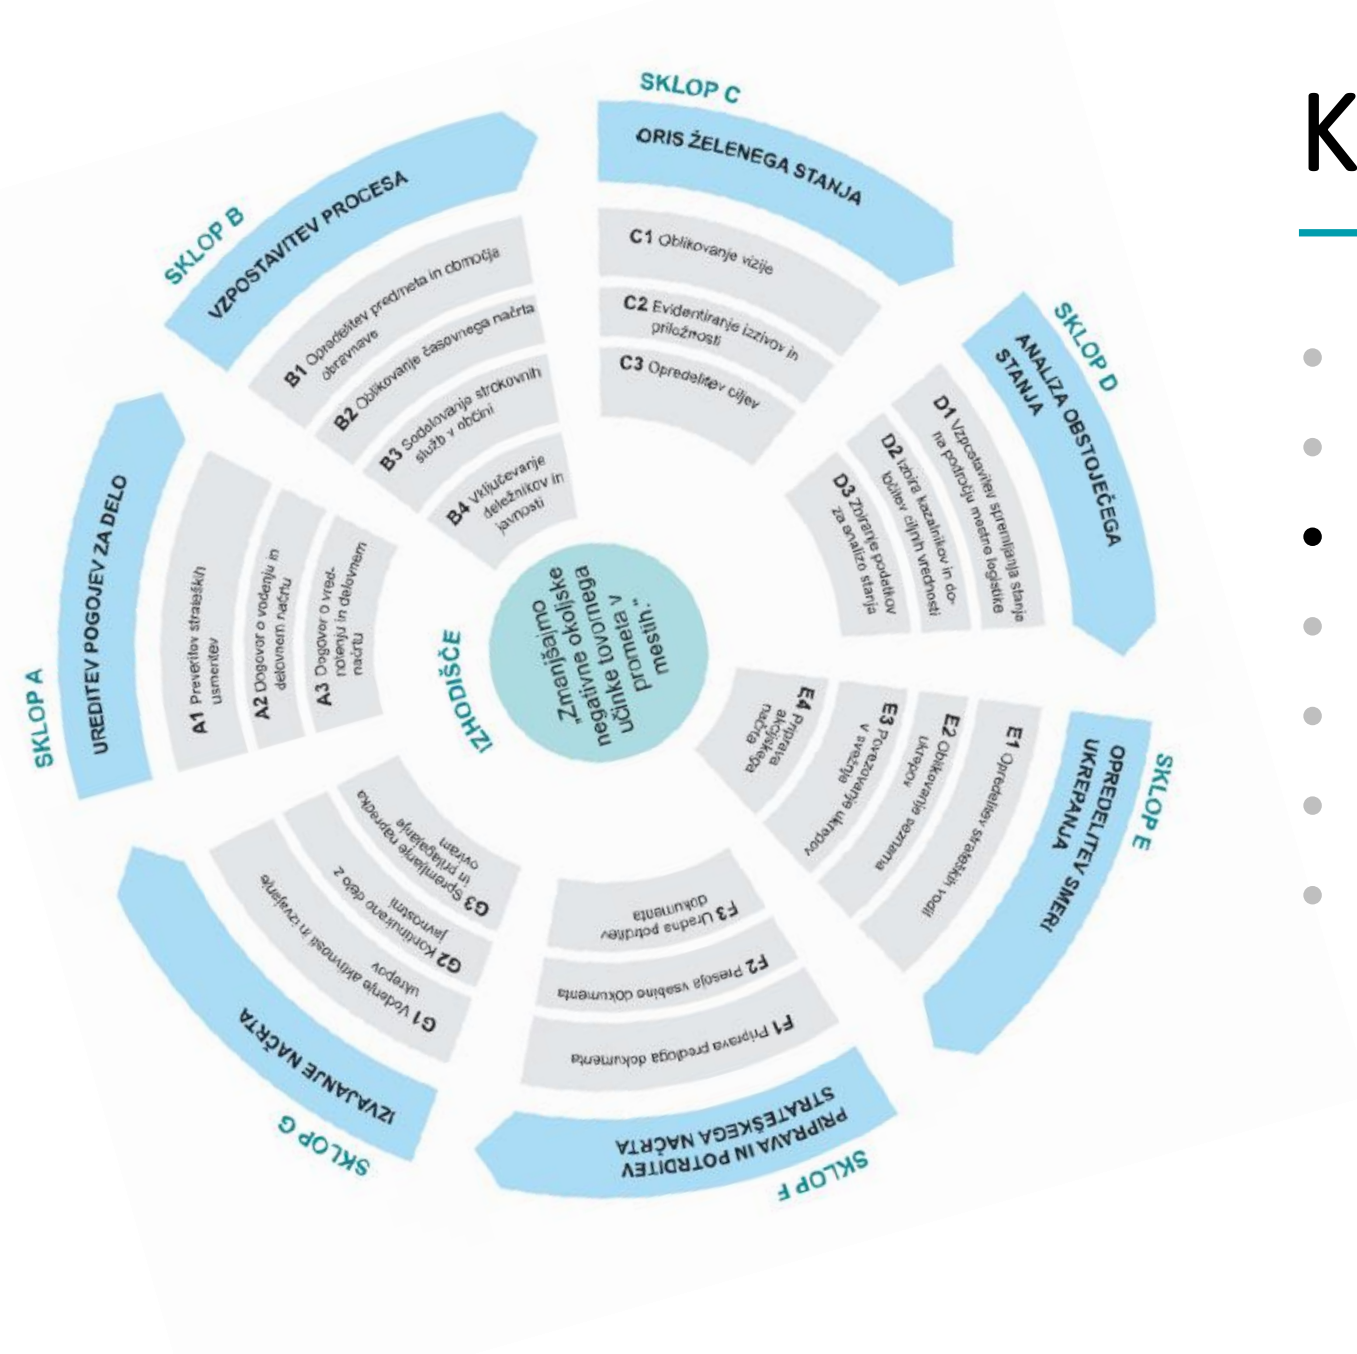 SKLOP A
UREDITEV POGOJEV ZA DELO
A1 Preveritev strateških
usmeritev
A2 Dogovor o vodenju in
delovnem načrtu
A3 Dogovor o vred-
notenju in delovnem
načrtu
SKLOP B
VZPOSTAVITEV PROCESA
B1 Opredelitev predmeta in območja
obravnave
B2 Oblikovanje časovnega načrta
B3 Sodelovanje strokovnih
služb v občini
B4 Vključevanje
deležnikov in
javnosti
SKLOP C
ORIS ŽELENEGA STANJA
C1 Oblikovanje vizije
C2 Evidentiranje izzivov in
priložnosti
C3 Opredelitev ciljev
SKLOP D
ANALIZA OBSTOJEČEGA
STANJA
D1 Vzpostavitev spremljanja stanja
na področju mestne logistike
D2 Izbira kazalnikov in do-
ločitev ciljnih vrednosti
D3 Zbiranje podatkov
za analizo stanja
SKLOP E
OPREDELITEV SMERI
UKREPANJA
E1 Opredelitev strateških vodil
E2 Oblikovanje seznama
ukrepov
E3 Povezovanje ukrepov
v svežnje
E4 Priprava
akcijskega
načrta
SKLOP F
PRIPRAVA IN POTRDITEV
STRATEŠKEGA NAČRTA
F1 Priprava predloga dokumenta
F2 Presoja vsebine dokumenta
F3 Uradna potrditev
dokumenta
SKLOP G
IZVAJANJE NAČRTA
G1 Vodenje aktivnosti in izvajanje
ukrepov
G2 Kontinuirano delo z
javnostmi
G3 Spremljanje napredka
in prilagajanje
oviram
IZHODIŠČE
„Zmanjšajmo
negativne okoljske
učinke tovornega
prometa v
mestih.“
K